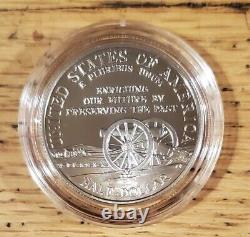 UNITED STATES OF AMERICA
E PLURIBUS UNUM
ENRICHING
OUR FUTURE BY
PRESERVING THE PAST
HALF DOLLAR